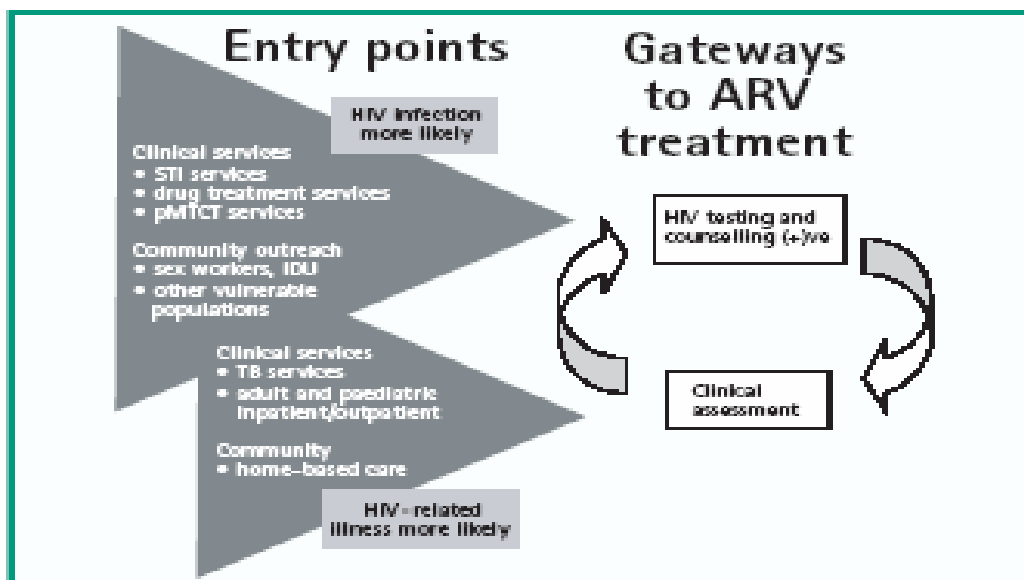 Entry points
Gateways
to ARV
treatment
HIV infection
more likely
Clinical services
• STI services
• drug treatment services
• pMTCT services
Community outreach
• sex workers, IDU
• other vulnerable
populations
Clinical services
• TB services
• adult and paediatric
inpatient/outpatient
Community
• home-based care
HIV-related
illness more likely
HIV testing and
counselling (+)ve
Clinical
assessment